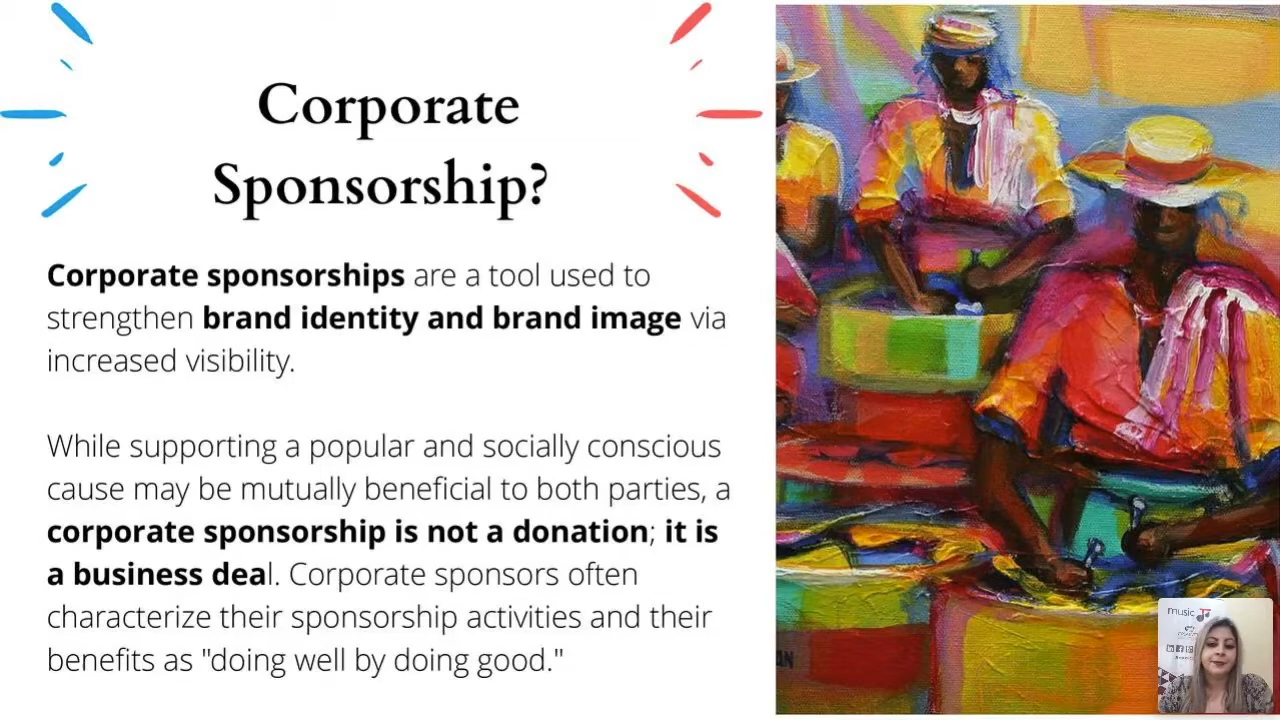 Corporate
Sponsorship?
Corporate sponsorships are a tool used to
strengthen brand identity and brand image via
increased visibility.
While supporting a popular and socially conscious
cause may be mutually beneficial to both parties, a
corporate sponsorship is not a donation; it is
a business deal. Corporate sponsors often
characterize their sponsorship activities and their
benefits as "doing well by doing good."
music TT